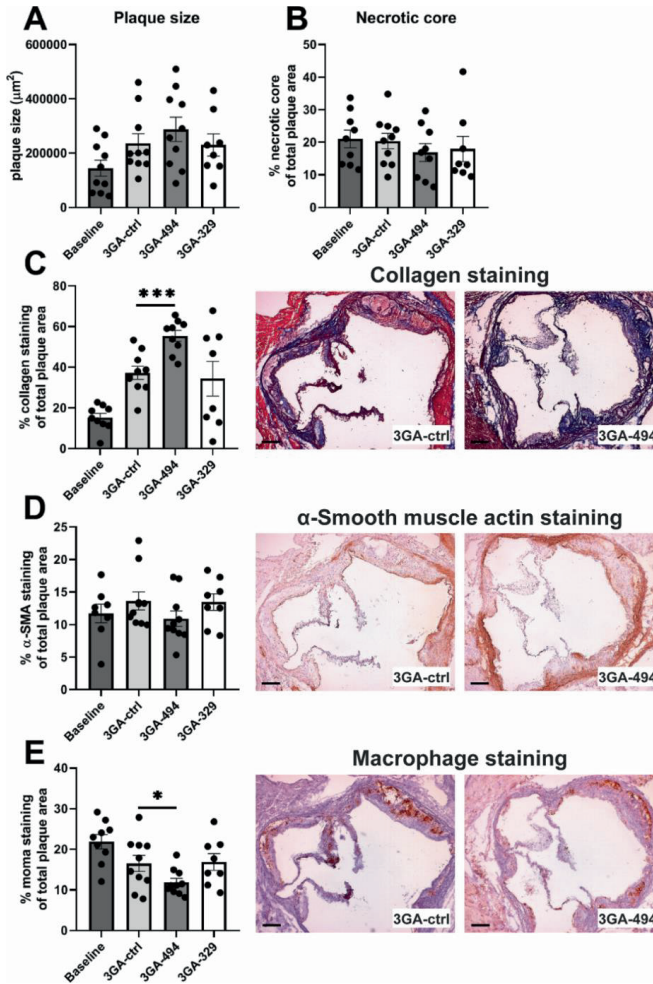 A
Plaque size
plaque size (μm²)
600000
400000
200000
0
Baseline
3GA-ctrl
3GA-494
3GA-329
B
Necrotic core
% necrotic core
of total plaque area
50
40
30
20
10
0
Baseline
3GA-ctrl
3GA-494
3GA-329
C
% collagen staining
of total plaque area
80
60
40
20
0
***
Baseline
3GA-ctrl
3GA-494
3GA-329
Collagen staining
3GA-ctrl
3GA-494
D
% α-SMA staining
of total plaque area
25
20
15
10
5
0
Baseline
3GA-ctrl
3GA-494
3GA-329
α-Smooth muscle actin staining
3GA-ctrl
3GA-494
E
% moma staining
of total plaque area
40
30
20
10
0
*
Baseline
3GA-ctrl
3GA-494
3GA-329
Macrophage staining
3GA-ctrl
3GA-494